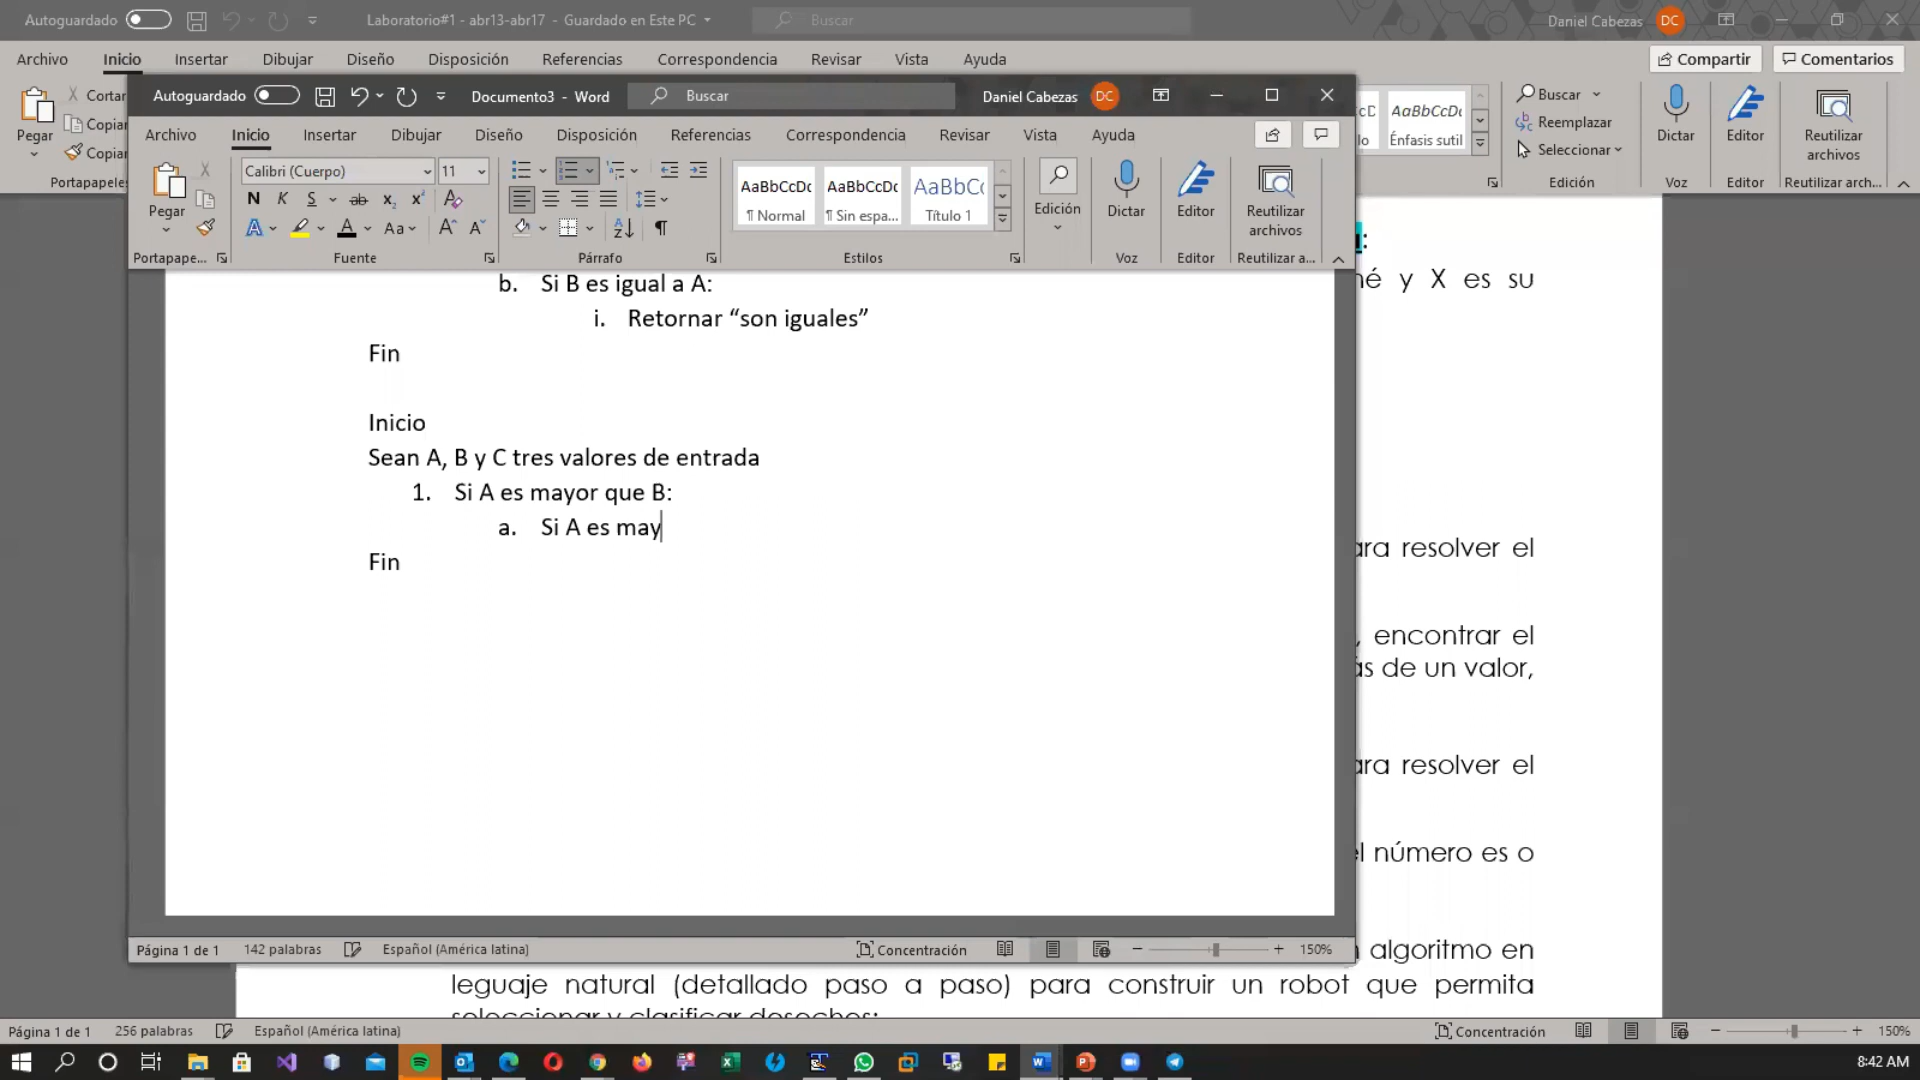 Autoguardado Laboratorio#1 - abr13-abr17 - Guardado en Este PC Buscar Daniel Cabezas DC
Archivo Inicio Insertar Dibujar Diseño Disposición Referencias Correspondencia Revisar Vista Ayuda Compartir Comentarios
Pegar Cortar Copiar Copiar
Portapapeles
AaBbCcDc Énfasis sutil
Buscar
Reemplazar
Seleccionar
Edición
Dictar
Voz
Editor
Editor
Reutilizar archivos
Reutilizar arch...
Autoguardado Documento3 - Word Buscar Daniel Cabezas DC
Archivo Inicio Insertar Dibujar Diseño Disposición Referencias Correspondencia Revisar Vista Ayuda
Pegar Calibri (Cuerpo) 11
N K S ab x₂ x²
A A Aa A A
AaBbCcDc AaBbCcDc AaBbC
¶ Normal ¶ Sin espa... Título 1
Edición Dictar Editor Reutilizar archivos
Portapape... Fuente Párrafo Estilos Voz Editor Reutilizar a...
b. Si B es igual a A:
i. Retornar “son iguales”
Fin
Inicio
Sean A, B y C tres valores de entrada
1. Si A es mayor que B:
a. Si A es may
Fin
Página 1 de 1 142 palabras Español (América latina) Concentración 150%
y X es su
resolver el
, encontrar el
de un valor,
resolver el
número es o
algoritmo en
leguaje natural (detallado paso a paso) para construir un robot que permita
seleccionar y clasificar desechos:
Página 1 de 1 256 palabras Español (América latina) Concentración 150%
8:42 AM